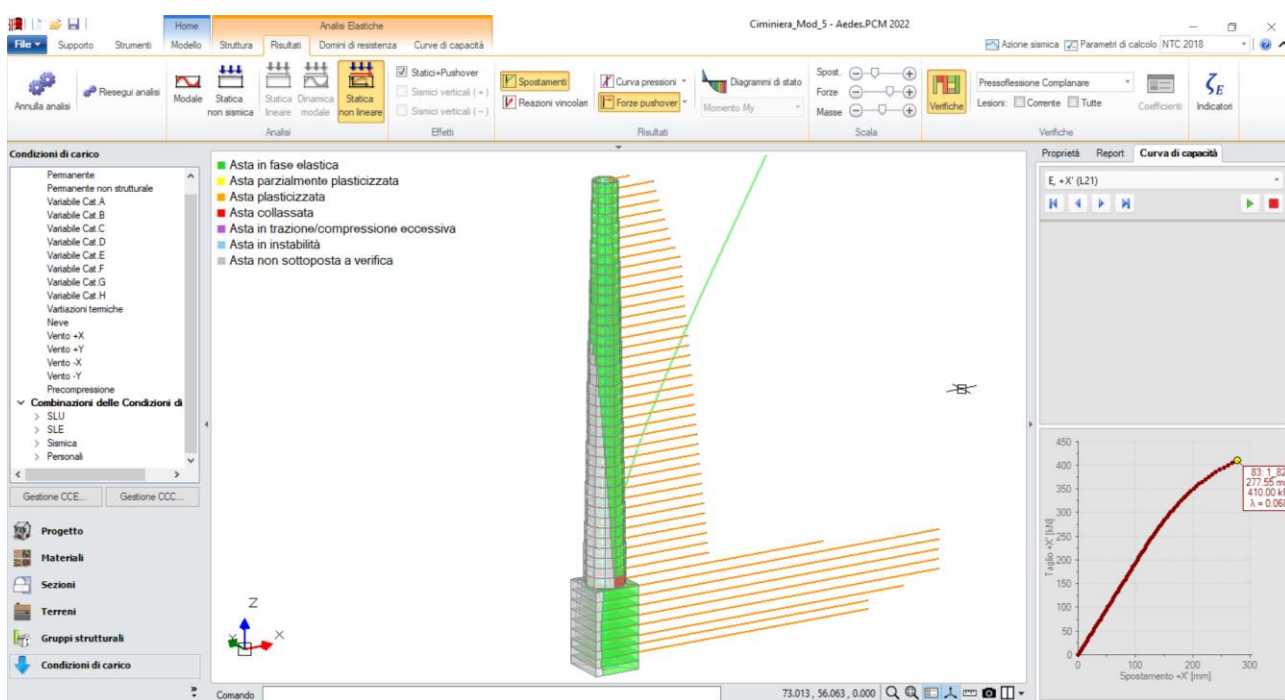 Ciminiera_Mod_5 - Aedes.PCM 2022
Home
Analisi Elastiche
File
Supporto
Strumenti
Modello
Struttura
Risultati
Domini di resistenza
Curve di capacità
Azione sismica
Parametri di calcolo
NTC 2018
Annulla analisi
Riesegui analisi
Modale
Statica non sismica
Statica lineare
Dinamica modale
Statica non lineare
Analisi
Statici+Pushover
Sismici verticali (+)
Sismici verticali (−)
Effetti
Spostamenti
Reazioni vincolari
Curva pressioni
Forze pushover
Diagrammi di stato
Momento My
Risultati
Spost.
Forze
Masse
Scala
Verifiche
Pressoflessione Complanare
Lesioni:
Corrente
Tutte
Coefficienti
Verifiche
ζE
Indicatori
Condizioni di carico
Permanente
Permanente non strutturale
Variabile Cat.A
Variabile Cat.B
Variabile Cat.C
Variabile Cat.D
Variabile Cat.E
Variabile Cat.F
Variabile Cat.G
Variabile Cat.H
Vartiazioni termiche
Neve
Vento +X
Vento +Y
Vento -X
Vento -Y
Precompressione
Combinazioni delle Condizioni di
SLU
SLE
Sismica
Personali
Gestione CCE...
Gestione CCC...
Progetto
Materiali
Sezioni
Terreni
Gruppi strutturali
Condizioni di carico
Asta in fase elastica
Asta parzialmente plasticizzata
Asta plasticizzata
Asta collassata
Asta in trazione/compressione eccessiva
Asta in instabilità
Asta non sottoposta a verifica
Z
X
Comando
73.013 , 56.063 , 0.000
Proprietà
Report
Curva di capacità
E, +X' (L21)
450
400
350
300
250
200
150
100
50
0
Taglio +X' [kN]
83: 1_82
277.55 m
410.00 k
λ = 0.06
0
100
200
300
Spostamento +X' [mm]